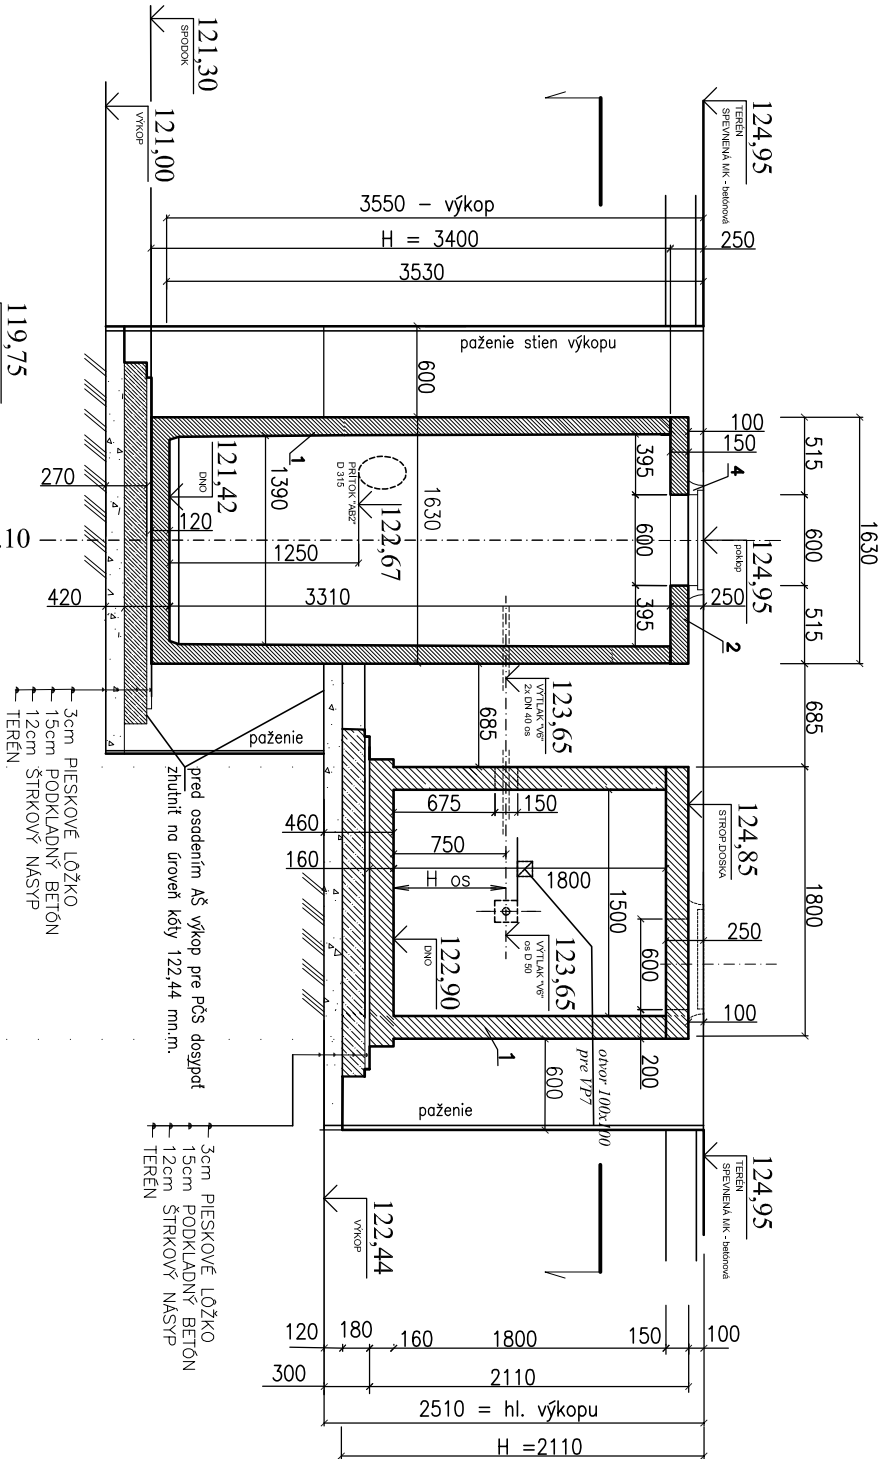 121,30
SPODOK
121,00
VÝKOP
124,95
TERÉN
SPEVNENÁ MK - betónová
3550 – výkop
H = 3400
250
3530
paženie stien výkopu
119,75
600
100
150
515
395
4
1
1630
121,42
DNO
1390
PRÍTOK "AB2"
D 315
122,67
270
120
1250
1630
600
600
124,95
poklop
.10
420
3310
395
250
515
2
3cm PIESKOVÉ LÔŽKO
15cm PODKLADNÝ BETÓN
12cm ŠTRKOVÝ NÁSYP
TERÉN
paženie
pred osadením AŠ výkop pre PČS dosypať
zhutniť na úroveň kóty 122,44 mn.m.
123,65
VÝTLAK "V6"
2x DN 40 os
685
685
675
150
460
750
160
1800
H os
1500
124,85
STROP. DOSKA
1800
250
600
123,65
VÝTLAK "V6"
os D 50
122,90
DNO
100
200
1
otvor 100x100
pre VP7
600
paženie
3cm PIESKOVÉ LÔŽKO
15cm PODKLADNÝ BETÓN
12cm ŠTRKOVÝ NÁSYP
TERÉN
124,95
TERÉN
SPEVNENÁ MK - betónová
122,44
VÝKOP
120
180
160
1800
150
100
300
2110
2510 = hl. výkopu
H =2110